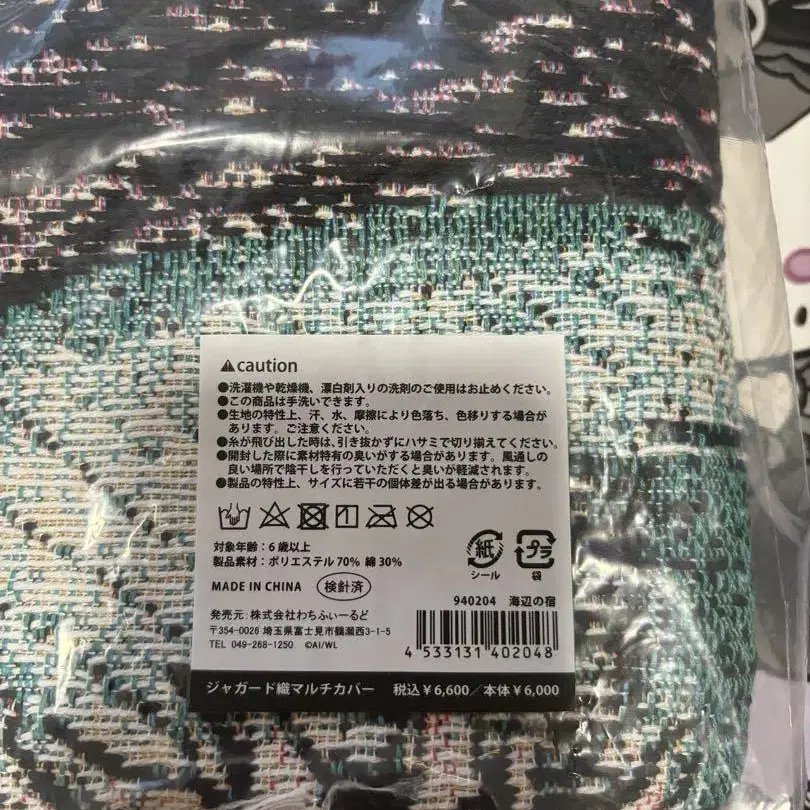 ⚠caution
●洗濯機や乾燥機、漂白剤入りの洗剤のご使用はお止めください。
●この商品は手洗いできます。
●生地の特性上、汗、水、摩擦により色落ち、色移りする場合が
あります。ご注意ください。
●糸が飛び出した時は、引き抜かずにハサミで切り揃えてください。
●開封した際に素材特有の臭いがする場合があります。風通しの
良い場所で陰干しを行っていただくと臭いが軽減されます。
●製品の特性上、サイズに若干の個体差が出る場合があります。
対象年齢：6歳以上
製品素材：ポリエステル70% 綿30%
紙
シール
プラ
袋
MADE IN CHINA 検針済
940204 海辺の宿
発売元：株式会社わちふぃーるど
〒354-0026 埼玉県富士見市鶴瀬西3-1-5
TEL 049-268-1250 ©AI/WL
4 533131 402048
ジャガード織マルチカバー 税込￥6,600／本体￥6,000